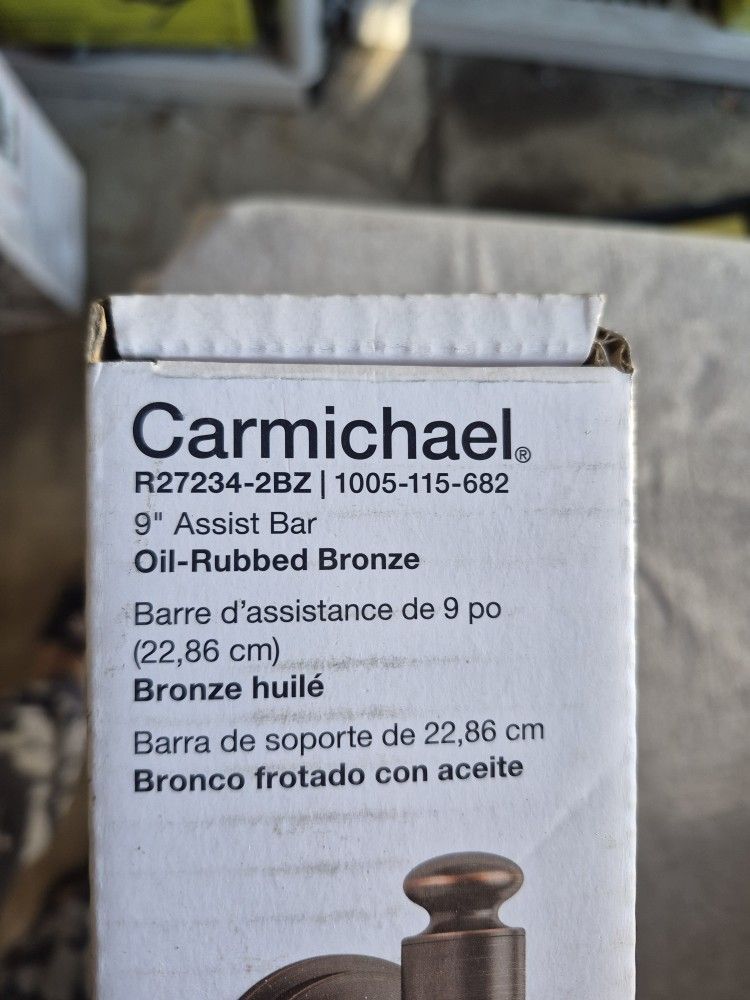 Carmichael®
R27234-2BZ | 1005-115-682
9" Assist Bar
Oil-Rubbed Bronze
Barre d’assistance de 9 po
(22,86 cm)
Bronze huilé
Barra de soporte de 22,86 cm
Bronco frotado con aceite